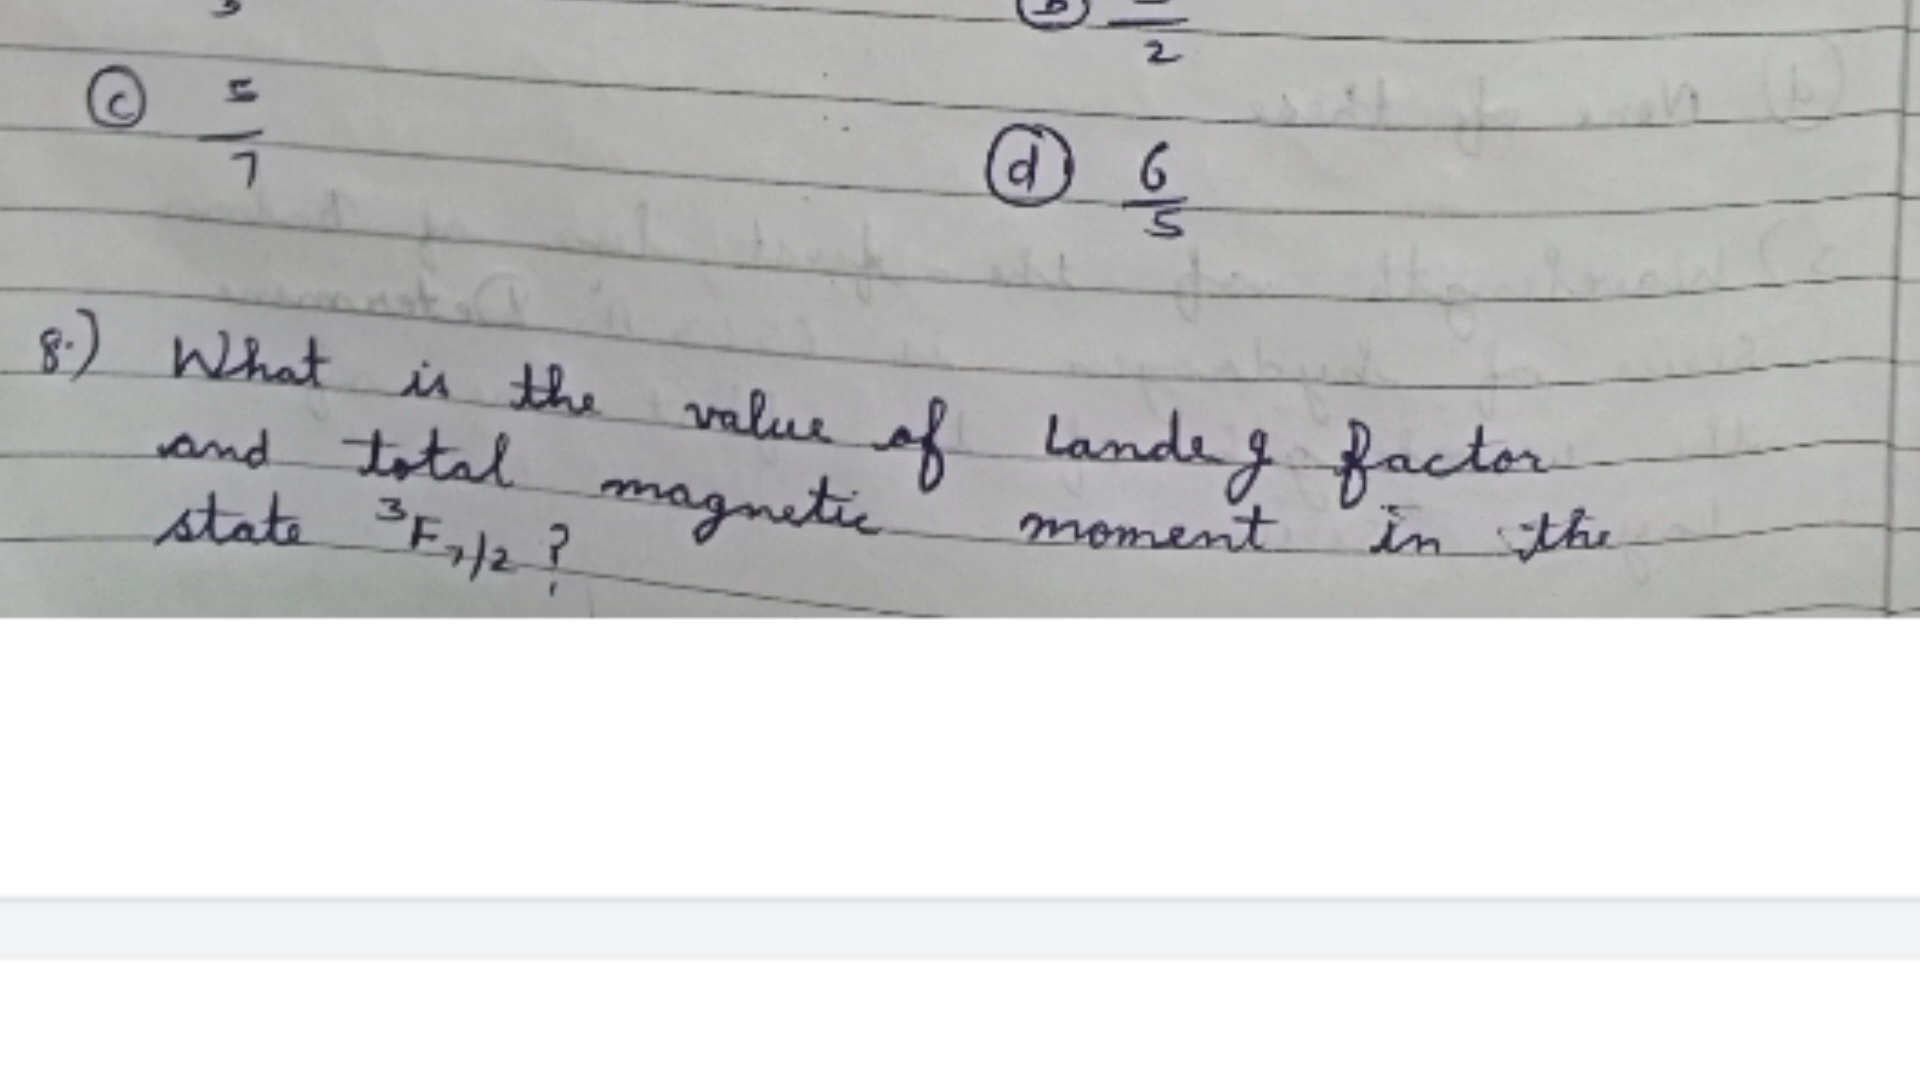 (b) 2
(c) 5/7
(d) 6/5
8.) What is the value of Lande g factor
and total magnetic moment in the
state ³F₇/₂?